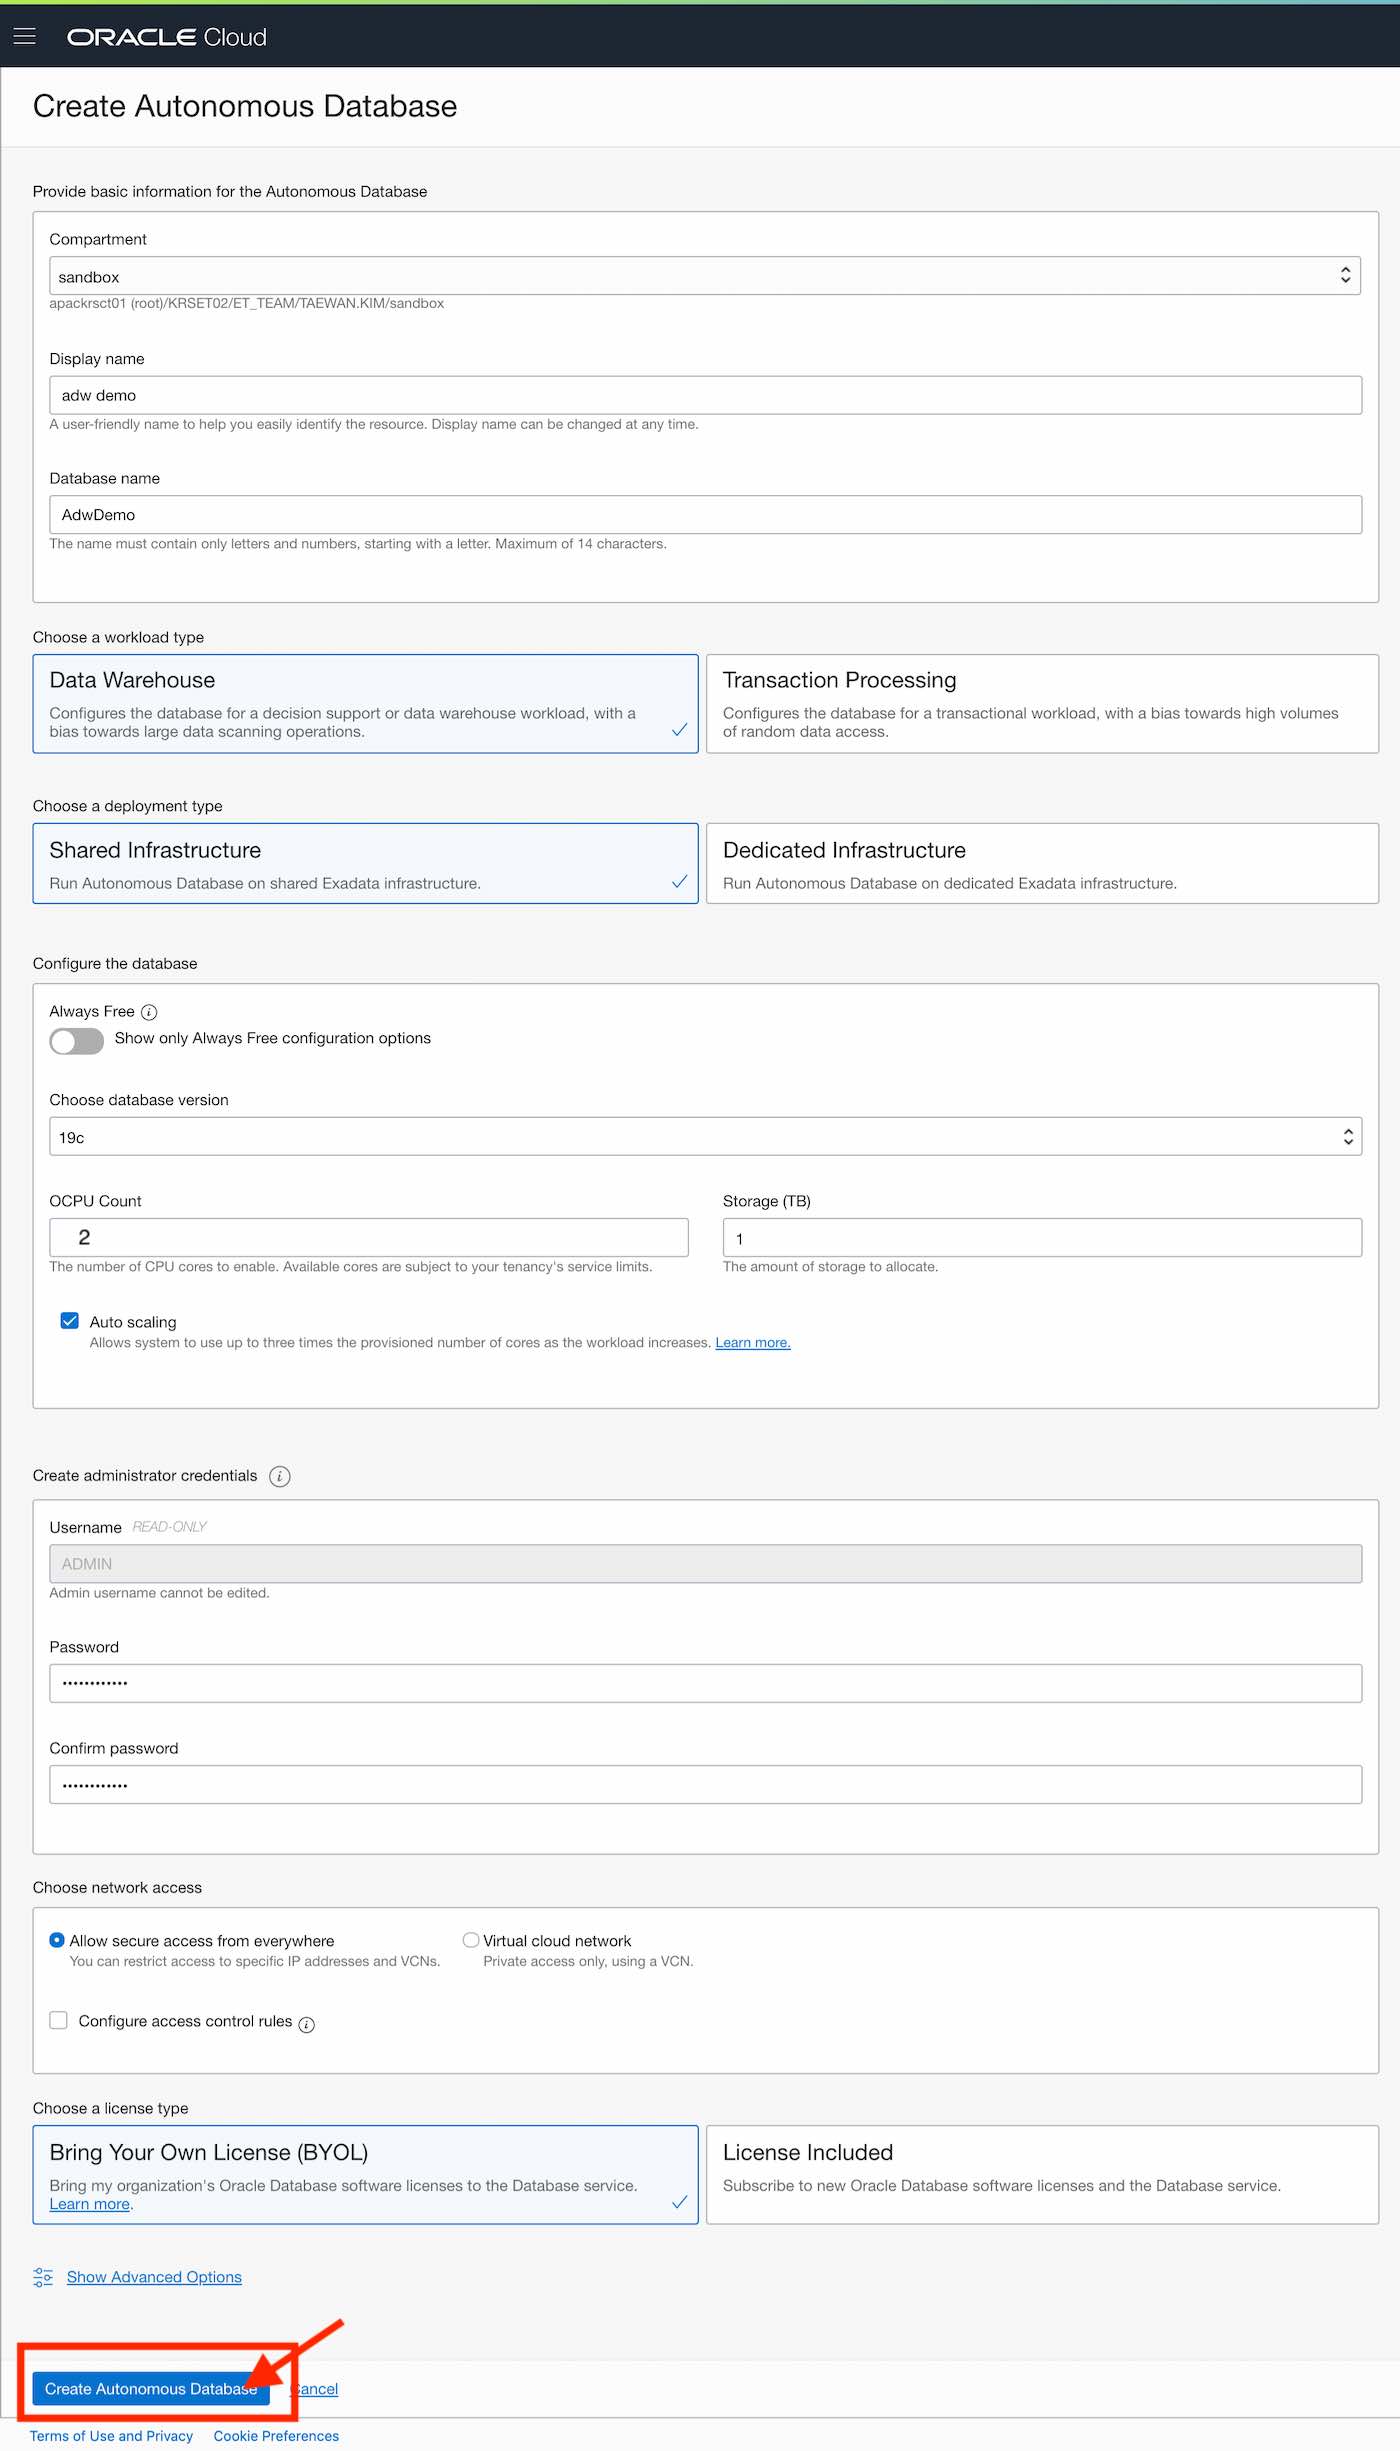 ORACLE Cloud
Create Autonomous Database
Provide basic information for the Autonomous Database
Compartment
sandbox
apackrsct01 (root)/KRSET02/ET_TEAM/TAEWAN.KIM/sandbox
Display name
adw demo
A user-friendly name to help you easily identify the resource. Display name can be changed at any time.
Database name
AdwDemo
The name must contain only letters and numbers, starting with a letter. Maximum of 14 characters.
Choose a workload type
Data Warehouse
Configures the database for a decision support or data warehouse workload, with a
bias towards large data scanning operations.
Transaction Processing
Configures the database for a transactional workload, with a bias towards high volumes
of random data access.
Choose a deployment type
Shared Infrastructure
Run Autonomous Database on shared Exadata infrastructure.
Dedicated Infrastructure
Run Autonomous Database on dedicated Exadata infrastructure.
Configure the database
Always Free
Show only Always Free configuration options
Choose database version
19c
OCPU Count
2
The number of CPU cores to enable. Available cores are subject to your tenancy's service limits.
Storage (TB)
1
The amount of storage to allocate.
Auto scaling
Allows system to use up to three times the provisioned number of cores as the workload increases. Learn more.
Create administrator credentials
Username READ-ONLY
ADMIN
Admin username cannot be edited.
Password
••••••••••••
Confirm password
••••••••••••
Choose network access
Allow secure access from everywhere
You can restrict access to specific IP addresses and VCNs.
Virtual cloud network
Private access only, using a VCN.
Configure access control rules
Choose a license type
Bring Your Own License (BYOL)
Bring my organization's Oracle Database software licenses to the Database service.
Learn more.
License Included
Subscribe to new Oracle Database software licenses and the Database service.
Show Advanced Options
Create Autonomous Database
Cancel
Terms of Use and Privacy
Cookie Preferences